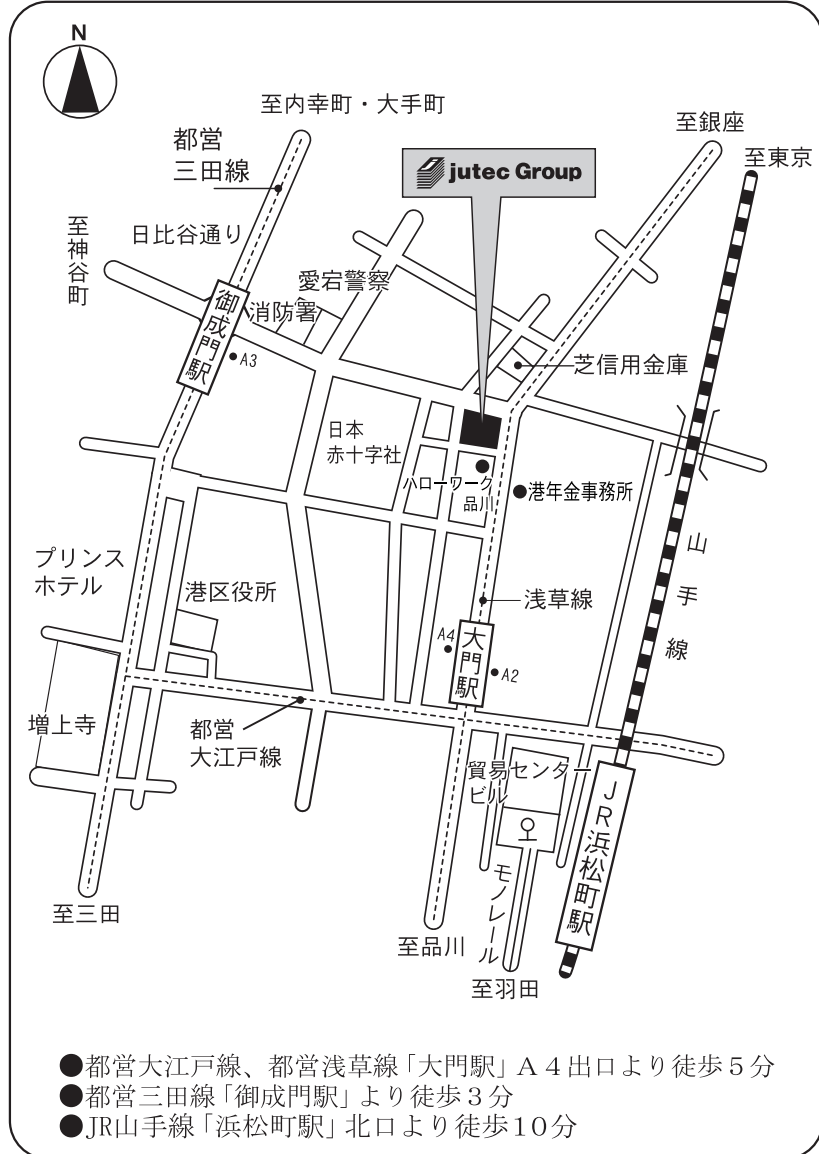 N
至内幸町・大手町
都営
三田線
至銀座
至東京
jutec Group
至神谷町
日比谷通り
愛宕警察
消防署
御成門駅
A3
芝信用金庫
日本
赤十字社
ハローワーク
品川
港年金事務所
山手線
プリンス
ホテル
港区役所
浅草線
A4
大門駅
A2
増上寺
都営
大江戸線
貿易センター
ビル
JR浜松町駅
モノレール
至三田
至品川
至羽田
●都営大江戸線、都営浅草線「大門駅」A4出口より徒歩5分
●都営三田線「御成門駅」より徒歩3分
●JR山手線「浜松町駅」北口より徒歩10分